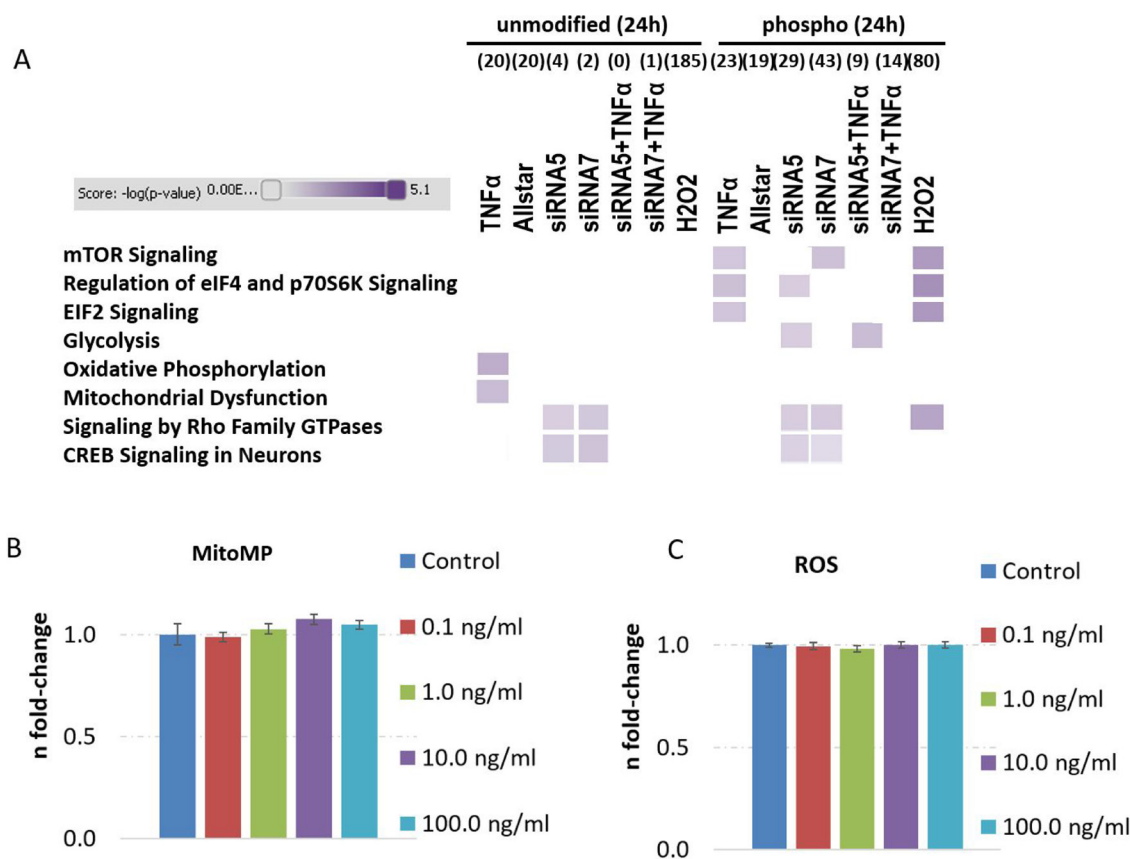 A
unmodified (24h) phospho (24h)
(20)(20)(4) (2) (0) (1)(185) (23)(19)(29) (43) (9) (14)(80)
TNFα Allstar siRNA5 siRNA7 siRNA5+TNFα siRNA7+TNFα H2O2 TNFα Allstar siRNA5 siRNA7 siRNA5+TNFα siRNA7+TNFα H2O2
Score: -log(p-value) 0.00E... 5.1
mTOR Signaling
Regulation of eIF4 and p70S6K Signaling
EIF2 Signaling
Glycolysis
Oxidative Phosphorylation
Mitochondrial Dysfunction
Signaling by Rho Family GTPases
CREB Signaling in Neurons
B
MitoMP
n fold-change
1.0
0.5
0.0
Control
0.1 ng/ml
1.0 ng/ml
10.0 ng/ml
100.0 ng/ml
C
ROS
n fold-change
1.0
0.5
0.0
Control
0.1 ng/ml
1.0 ng/ml
10.0 ng/ml
100.0 ng/ml